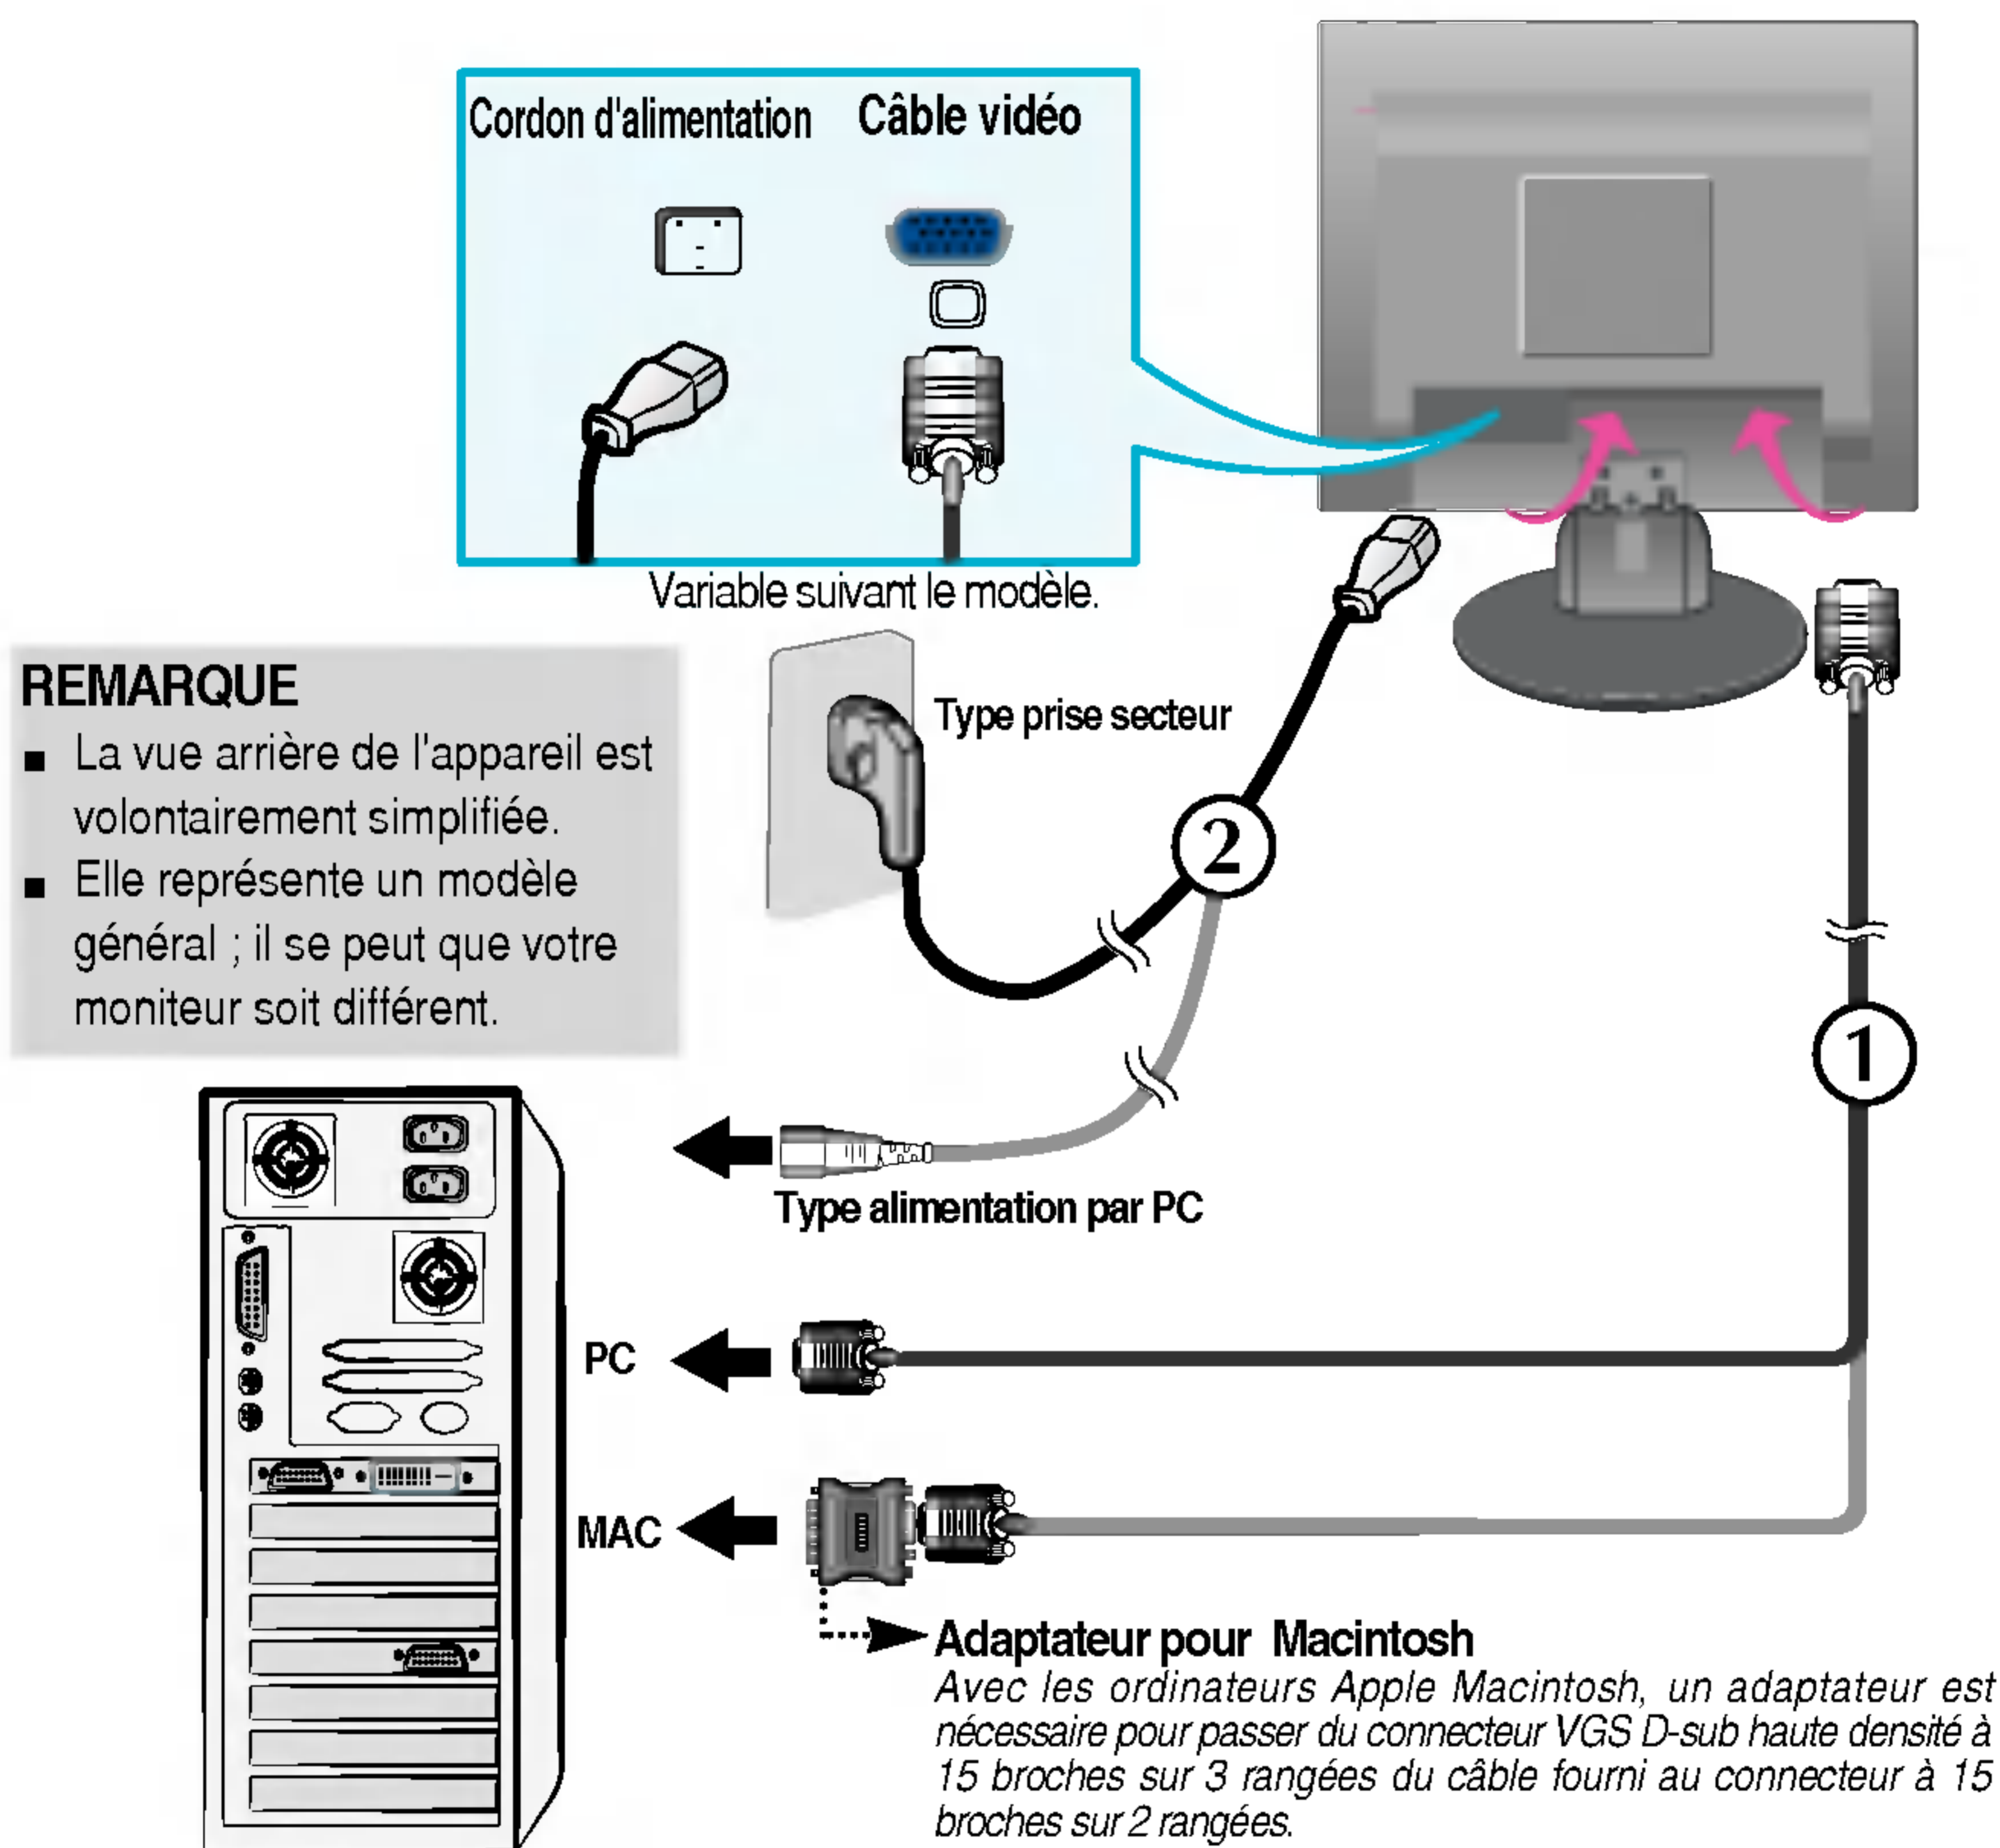 Cordon d'alimentation
Câble vidéo
Variable suivant le modèle.
REMARQUE
■ La vue arrière de l'appareil est
volontairement simplifiée.
■ Elle représente un modèle
général ; il se peut que votre
moniteur soit différent.
Type prise secteur
2
1
Type alimentation par PC
PC
MAC
Adaptateur pour Macintosh
Avec les ordinateurs Apple Macintosh, un adaptateur est
nécessaire pour passer du connecteur VGS D-sub haute densité à
15 broches sur 3 rangées du câble fourni au connecteur à 15
broches sur 2 rangées.